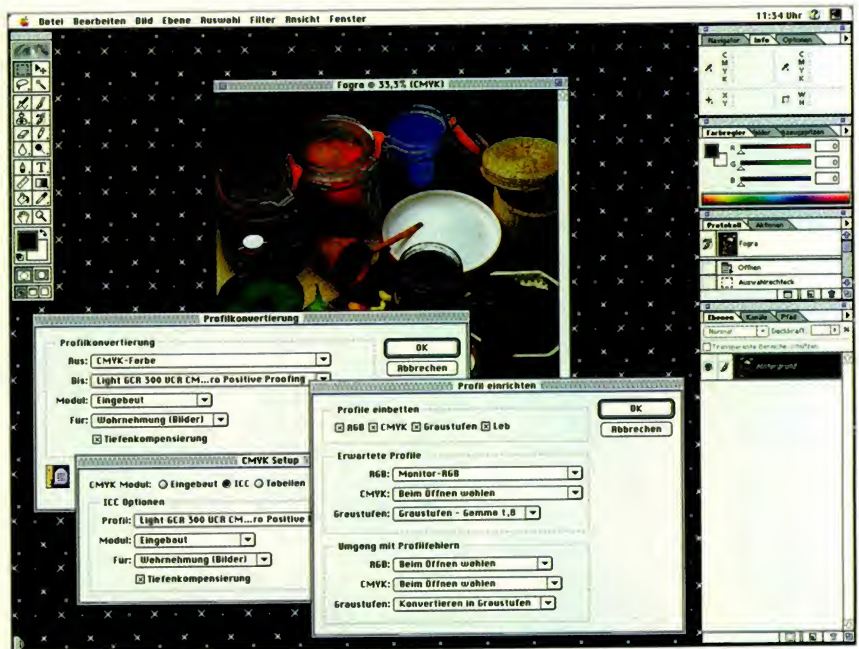 Datei Bearbeiten Bild Ebene Auswahl Filter Ansicht Fenster
11:34 Uhr
Navigator Info Optionen
C
M
Y
K
C
M
Y
K
X
Y
W
H
Fogra @ 33,3% (CMYK)
Farbregler
R 0
G 0
B 0
Protokoll Aktionen
Fogra
Öffnen
Auswahlrechteck
Ebenen Kanäle Pfad
Normal Deckkraft: %
Hintergrund
Profilkonvertierung
Profilkonvertierung
Aus: CMYK-Farbe
Bis: Light GCR 300 UCR CM...ro Positive Proofing
Modul: Eingebaut
Für: Wahrnehmung (Bilder)
Tiefenkompensierung
OK
Abbrechen
CMYK Setup
CMYK Modul: Eingebaut ICC Tabellen
ICC Optionen
Profil: Light GCR 300 UCR CM...ro Positive
Modul: Eingebaut
Für: Wahrnehmung (Bilder)
Tiefenkompensierung
Profil einrichten
Profile einbetten
RGB CMYK Graustufen Lab
OK
Abbrechen
Erwartete Profile
RGB: Monitor-RGB
CMYK: Beim Öffnen wählen
Graustufen: Graustufen - Gamma 1,8
Umgang mit Profilfehlern
RGB: Beim Öffnen wählen
CMYK: Beim Öffnen wählen
Graustufen: Konvertieren in Graustufen